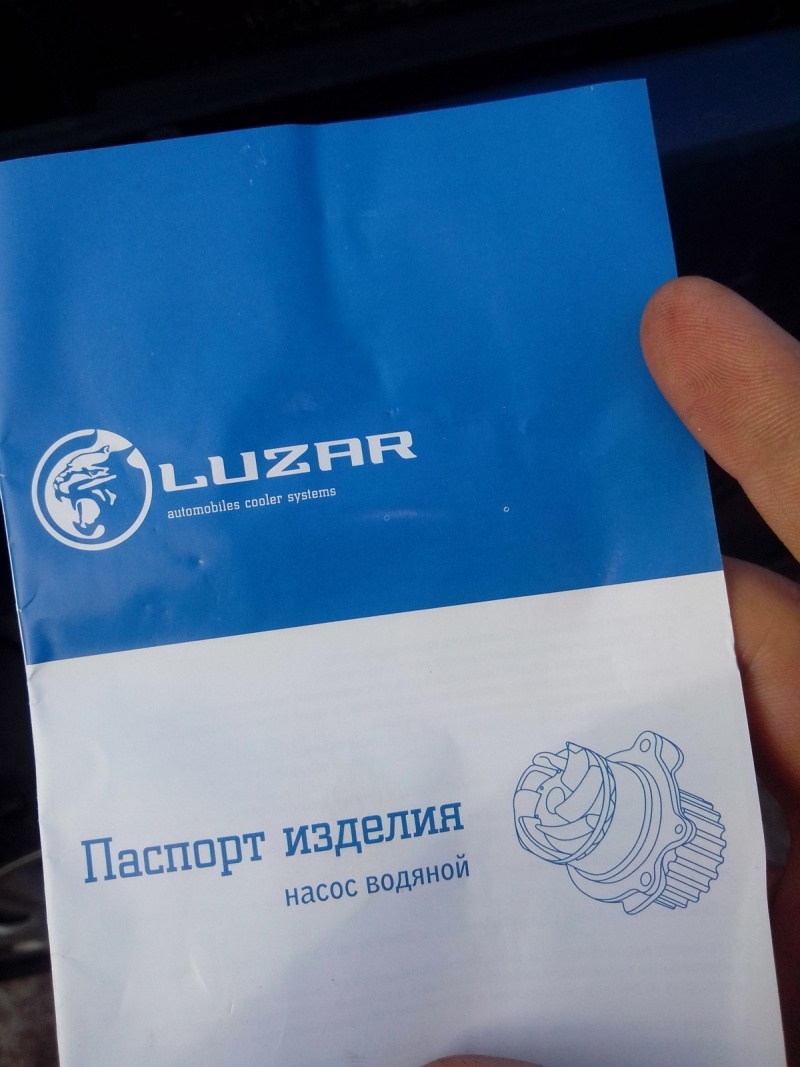 LUZAR
automobiles cooler systems
Паспорт изделия
насос водяной